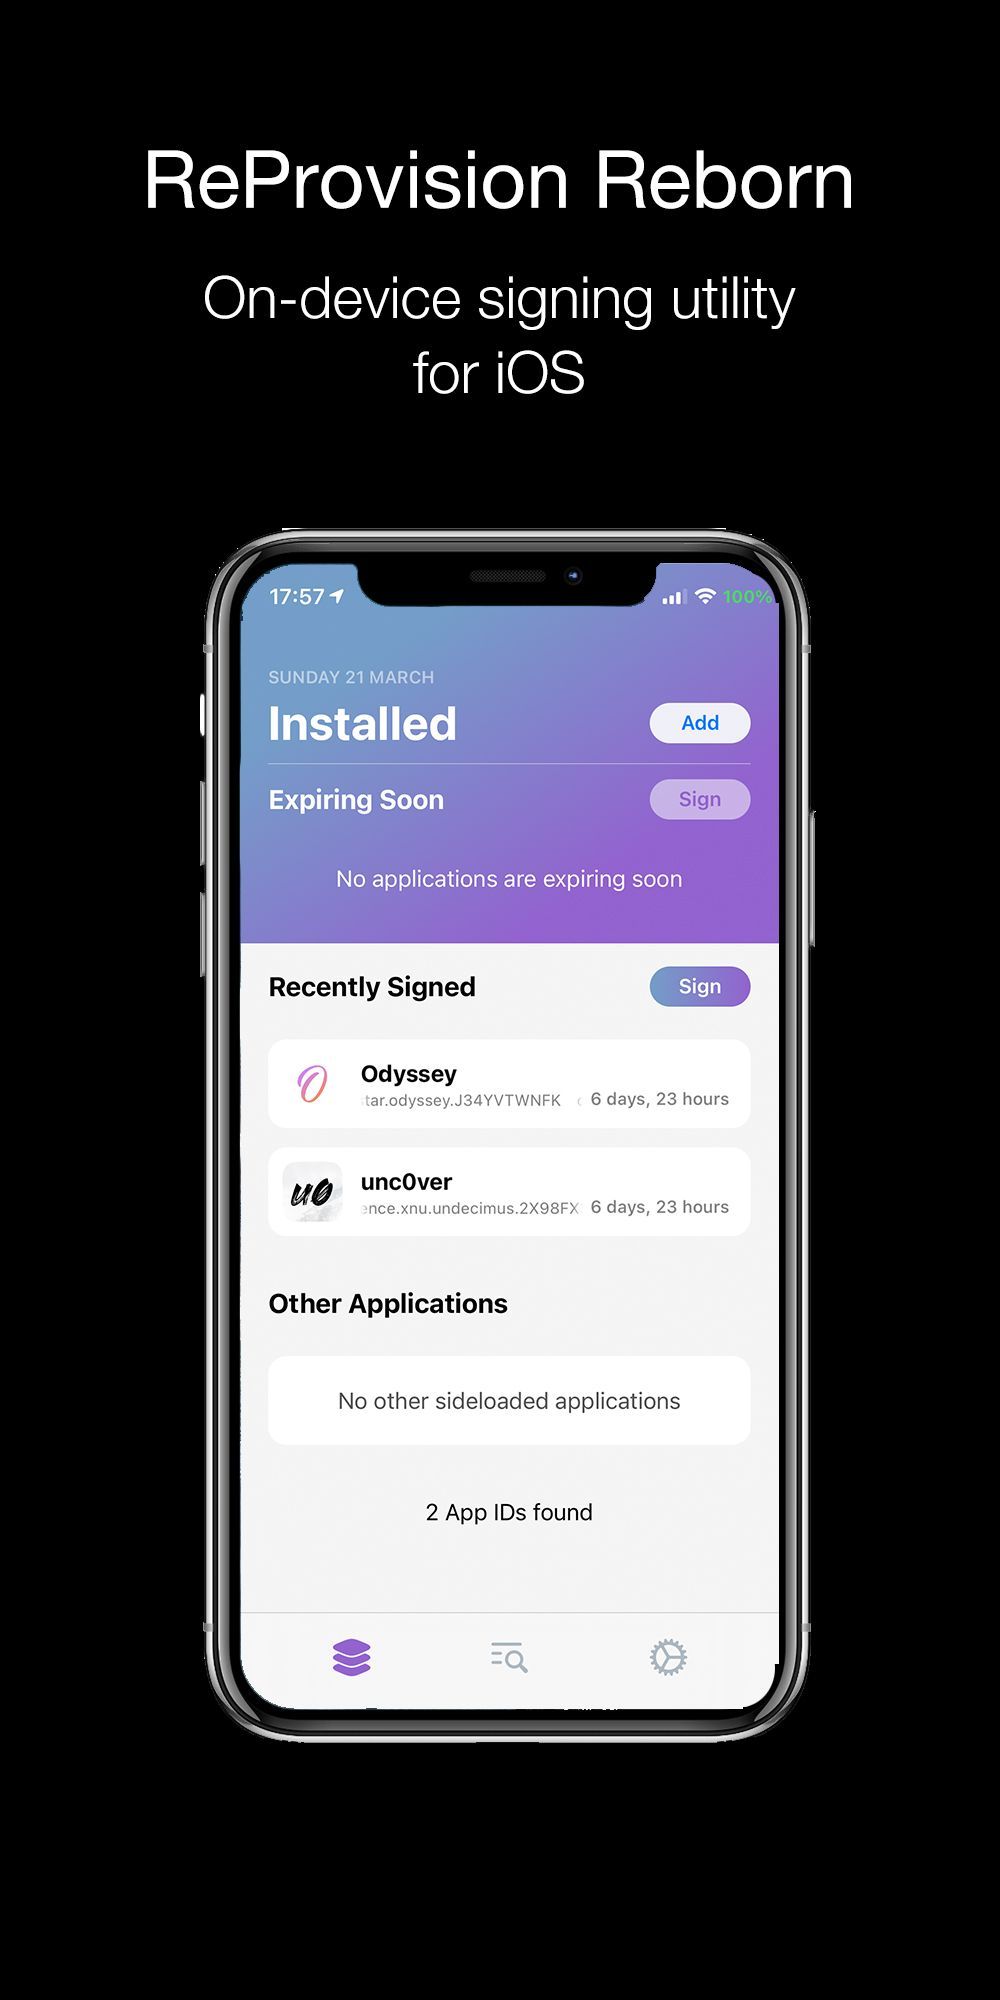 ReProvision Reborn
On-device signing utility
for iOS
17:57
100%
SUNDAY 21 MARCH
Installed
Add
Expiring Soon
Sign
No applications are expiring soon
Recently Signed
Sign
Odyssey
tar.odyssey.J34YVTWNFK
6 days, 23 hours
unc0ver
ence.xnu.undecimus.2X98FX
6 days, 23 hours
Other Applications
No other sideloaded applications
2 App IDs found